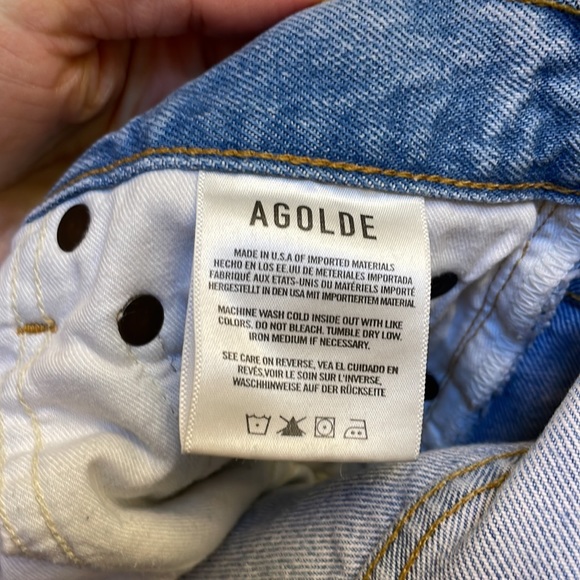 AGOLDE
MADE IN U.S.A OF IMPORTED MATERIALS
HECHO EN LOS EE.UU DE METERIALES IMPORTADA
FABRIQUÉ AUX ETATS-UNIS DU MATÉRIELS IMPORTÉ
HERGESTELLT IN DEN USA MIT IMPORTIERTEM MATERIAL
MACHINE WASH COLD INSIDE OUT WITH LIKE
COLORS. DO NOT BLEACH. TUMBLE DRY LOW.
IRON MEDIUM IF NECESSARY.
SEE CARE ON REVERSE, VEA EL CUIDADO EN
REVÉS,VOIR LE SOIN SUR L'INVERSE,
WASCHHINWEISE AUF DER RÜCKSEITE